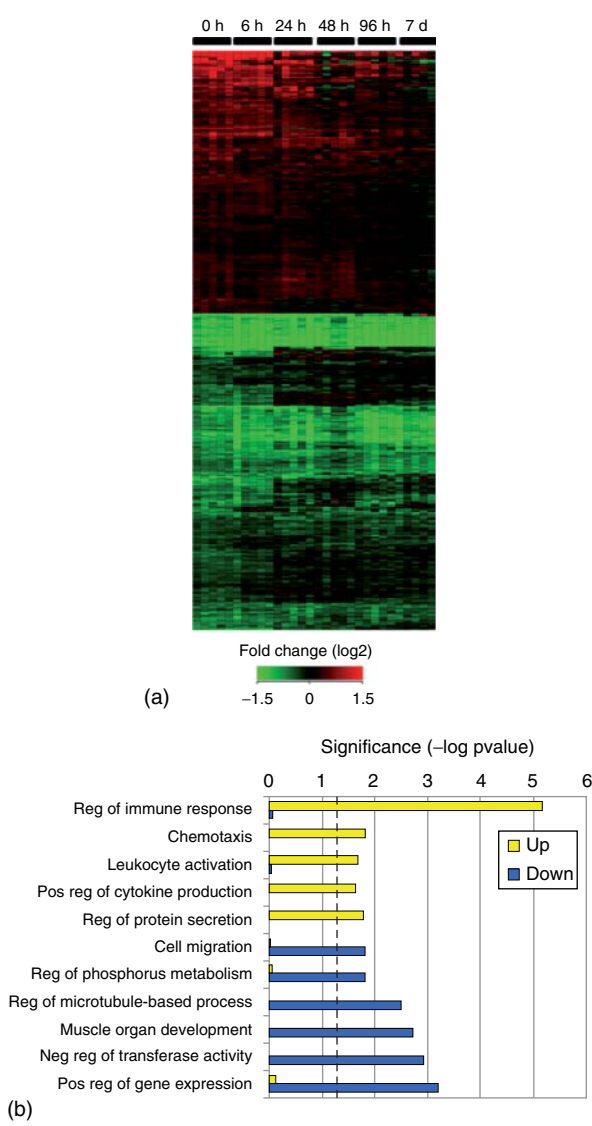 0 h 6 h 24 h 48 h 96 h 7 d
Fold change (log2)
−1.5 0 1.5
(a)
Significance (−log pvalue)
0 1 2 3 4 5 6
Reg of immune response
Chemotaxis
Leukocyte activation
Pos reg of cytokine production
Reg of protein secretion
Cell migration
Reg of phosphorus metabolism
Reg of microtubule-based process
Muscle organ development
Neg reg of transferase activity
Pos reg of gene expression
Up
Down
(b)